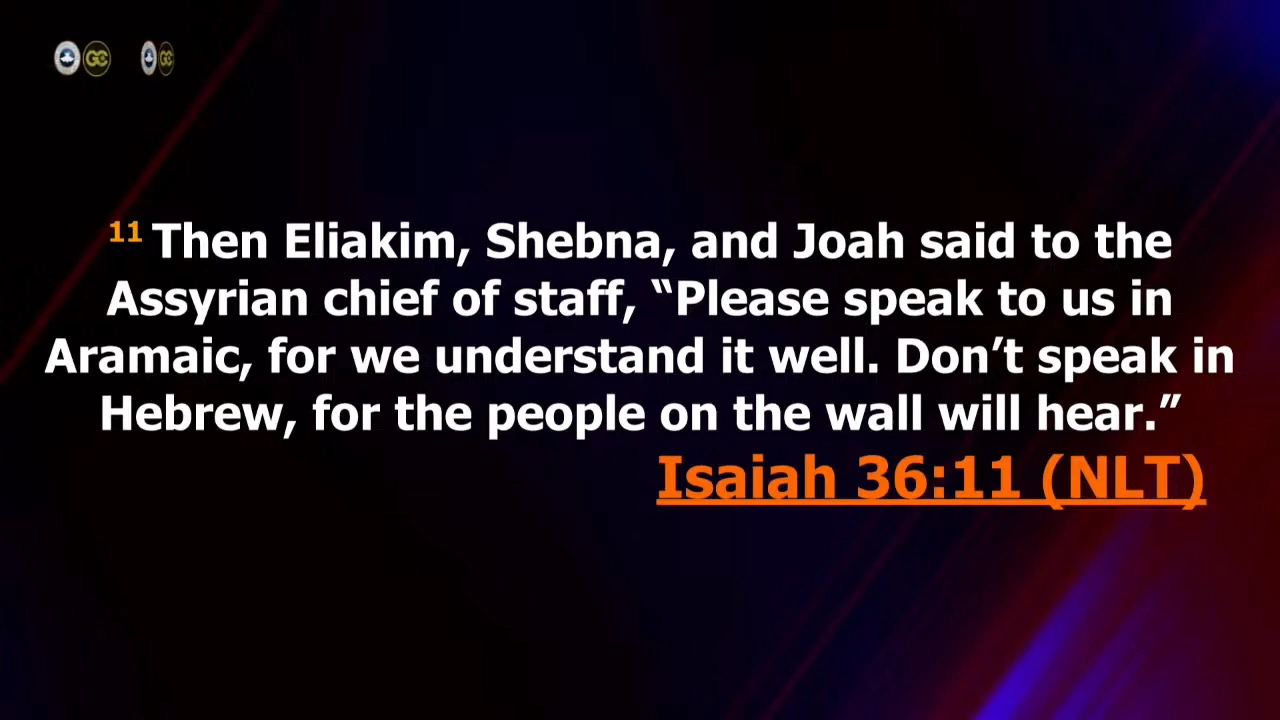 GC GC
11 Then Eliakim, Shebna, and Joah said to the
Assyrian chief of staff, “Please speak to us in
Aramaic, for we understand it well. Don’t speak in
Hebrew, for the people on the wall will hear.”
Isaiah 36:11 (NLT)